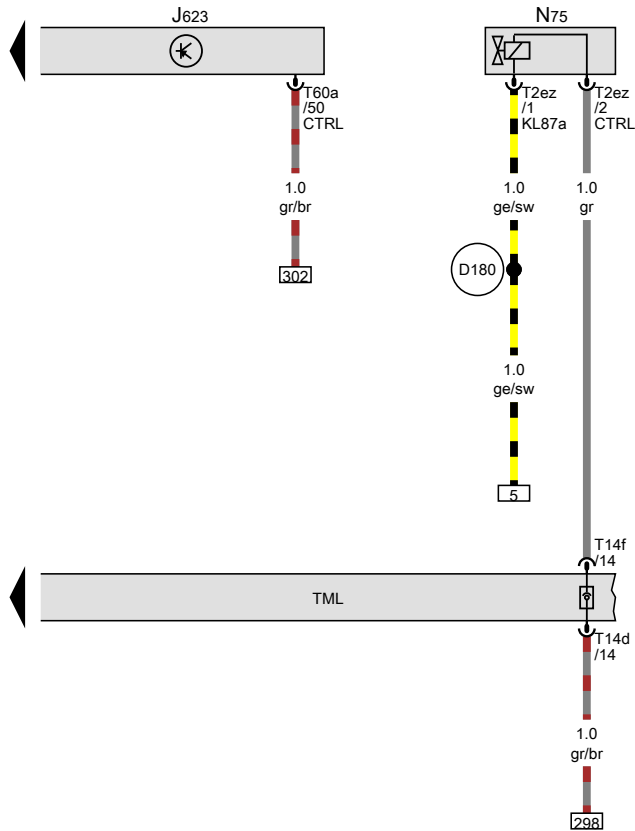 J623
N75
T60a
/50
CTRL
T2ez
/1
KL87a
T2ez
/2
CTRL
1.0
gr/br
1.0
ge/sw
1.0
gr
D180
302
1.0
ge/sw
5
T14f
/14
TML
T14d
/14
1.0
gr/br
298